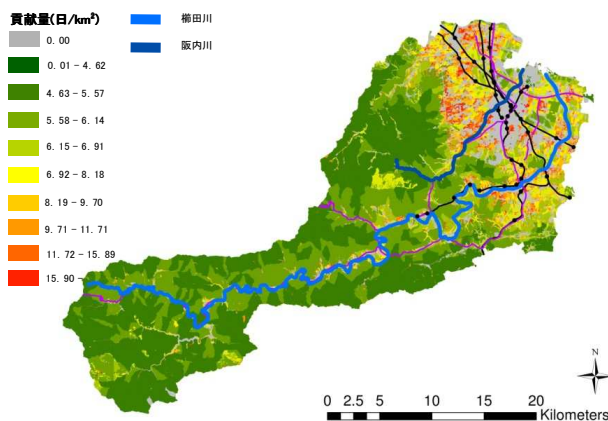 貢献量(日/km²)
0.00
0.01 - 4.62
4.63 - 5.57
5.58 - 6.14
6.15 - 6.91
6.92 - 8.18
8.19 - 9.70
9.71 - 11.71
11.72 - 15.89
15.90 -
櫛田川
阪内川
N
0 2.5 5 10 15 20
Kilometers